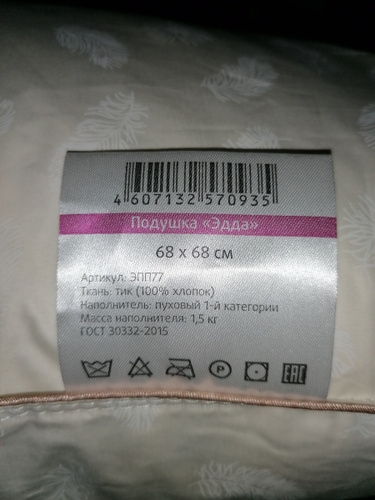 4 607132 570935
Подушка «Эдда»
68 x 68 см
Артикул: ЭПП77
Ткань: тик (100% хлопок)
Наполнитель: пуховый 1-й категории
Масса наполнителя: 1,5 кг
ГОСТ 30332-2015
P
EAC